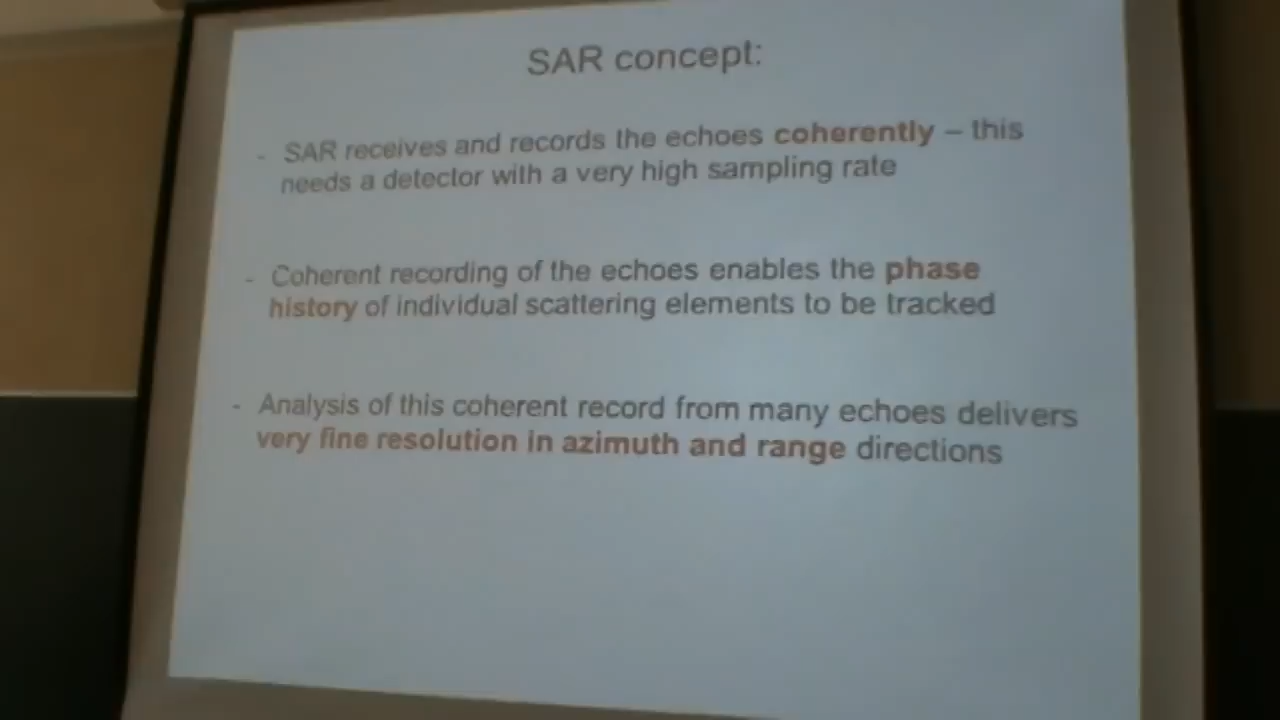 SAR concept:
- SAR receives and records the echoes coherently – this
needs a detector with a very high sampling rate
- Coherent recording of the echoes enables the phase
history of individual scattering elements to be tracked
- Analysis of this coherent record from many echoes delivers
very fine resolution in azimuth and range directions